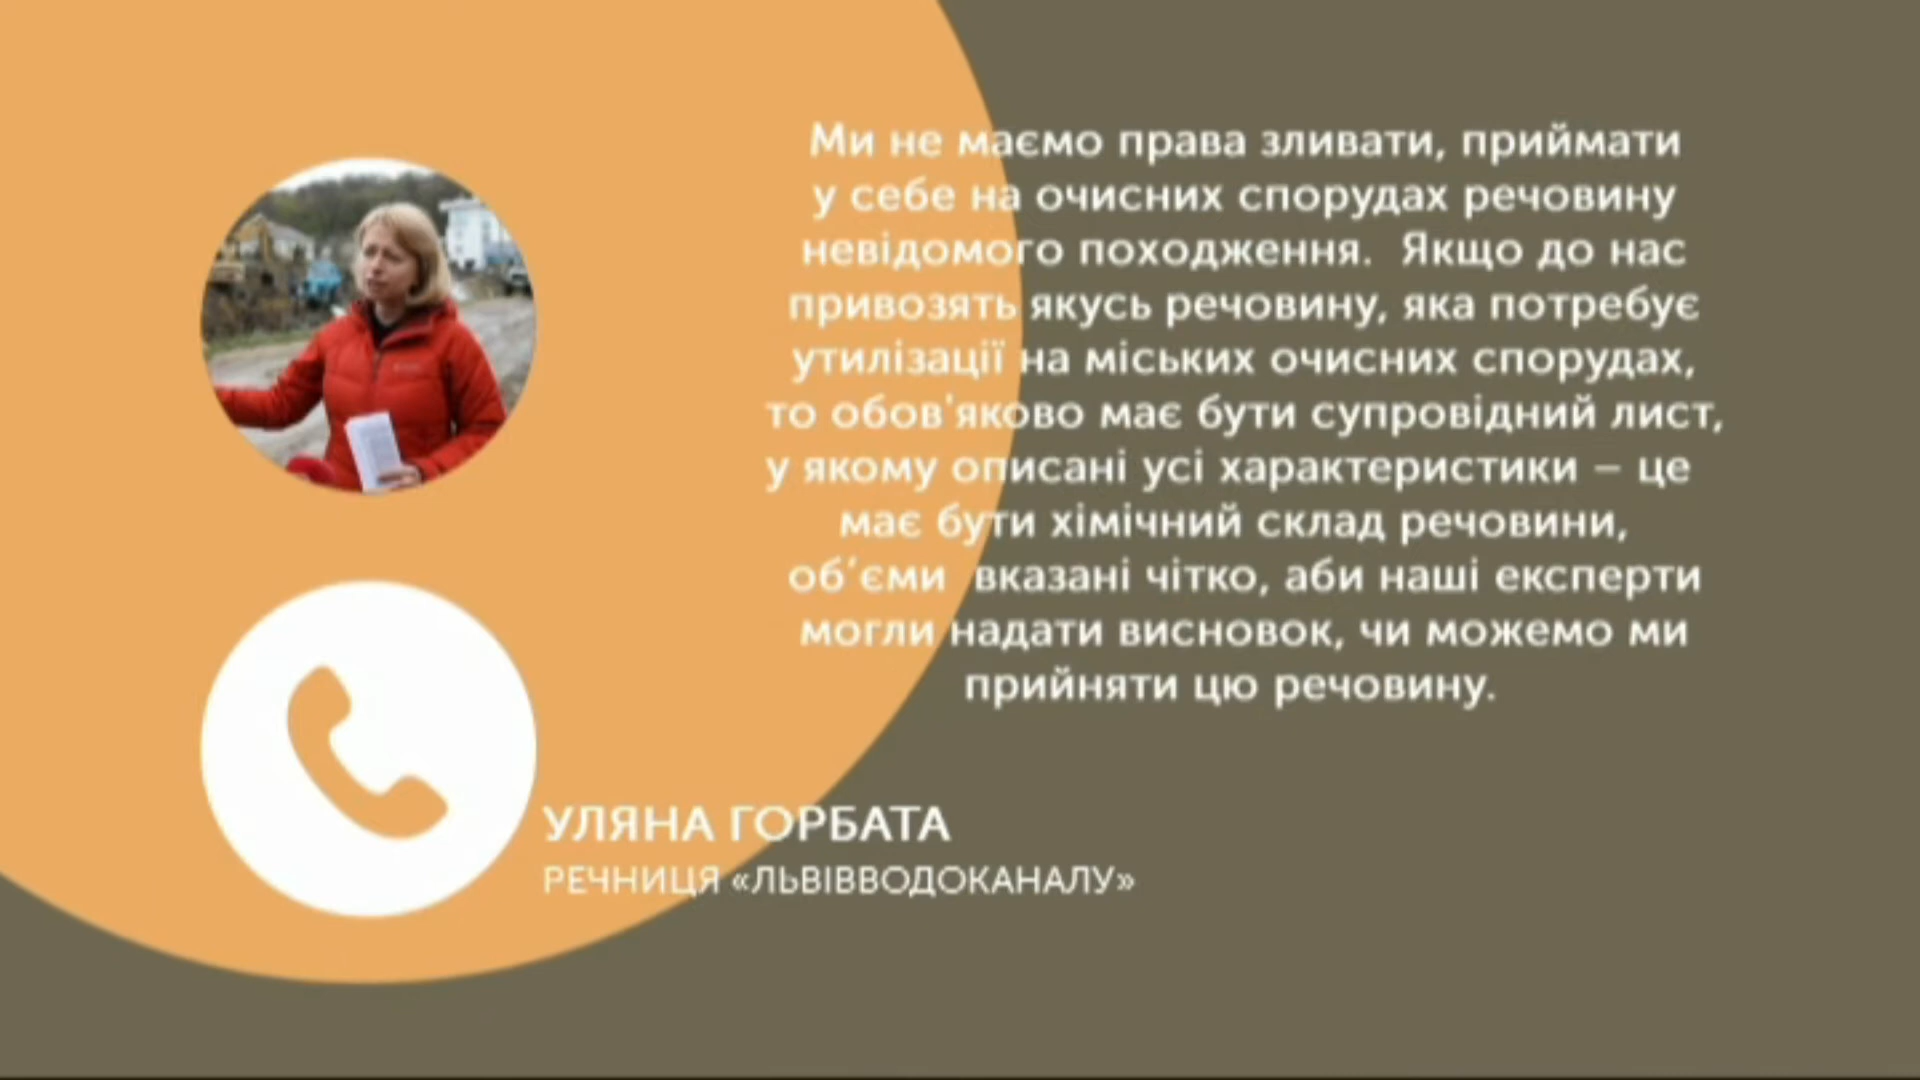 Ми не маємо права зливати, приймати
у себе на очисних спорудах речовину
невідомого походження.  Якщо до нас
привозять якусь речовину, яка потребує
утилізації на міських очисних спорудах,
то обов'яково має бути супровідний лист,
у якому описані усі характеристики – це
має бути хімічний склад речовини,
об’єми  вказані чітко, аби наші експерти
могли надати висновок, чи можемо ми
прийняти цю речовину.
УЛЯНА ГОРБАТА
РЕЧНИЦЯ «ЛЬВІВВОДОКАНАЛУ»